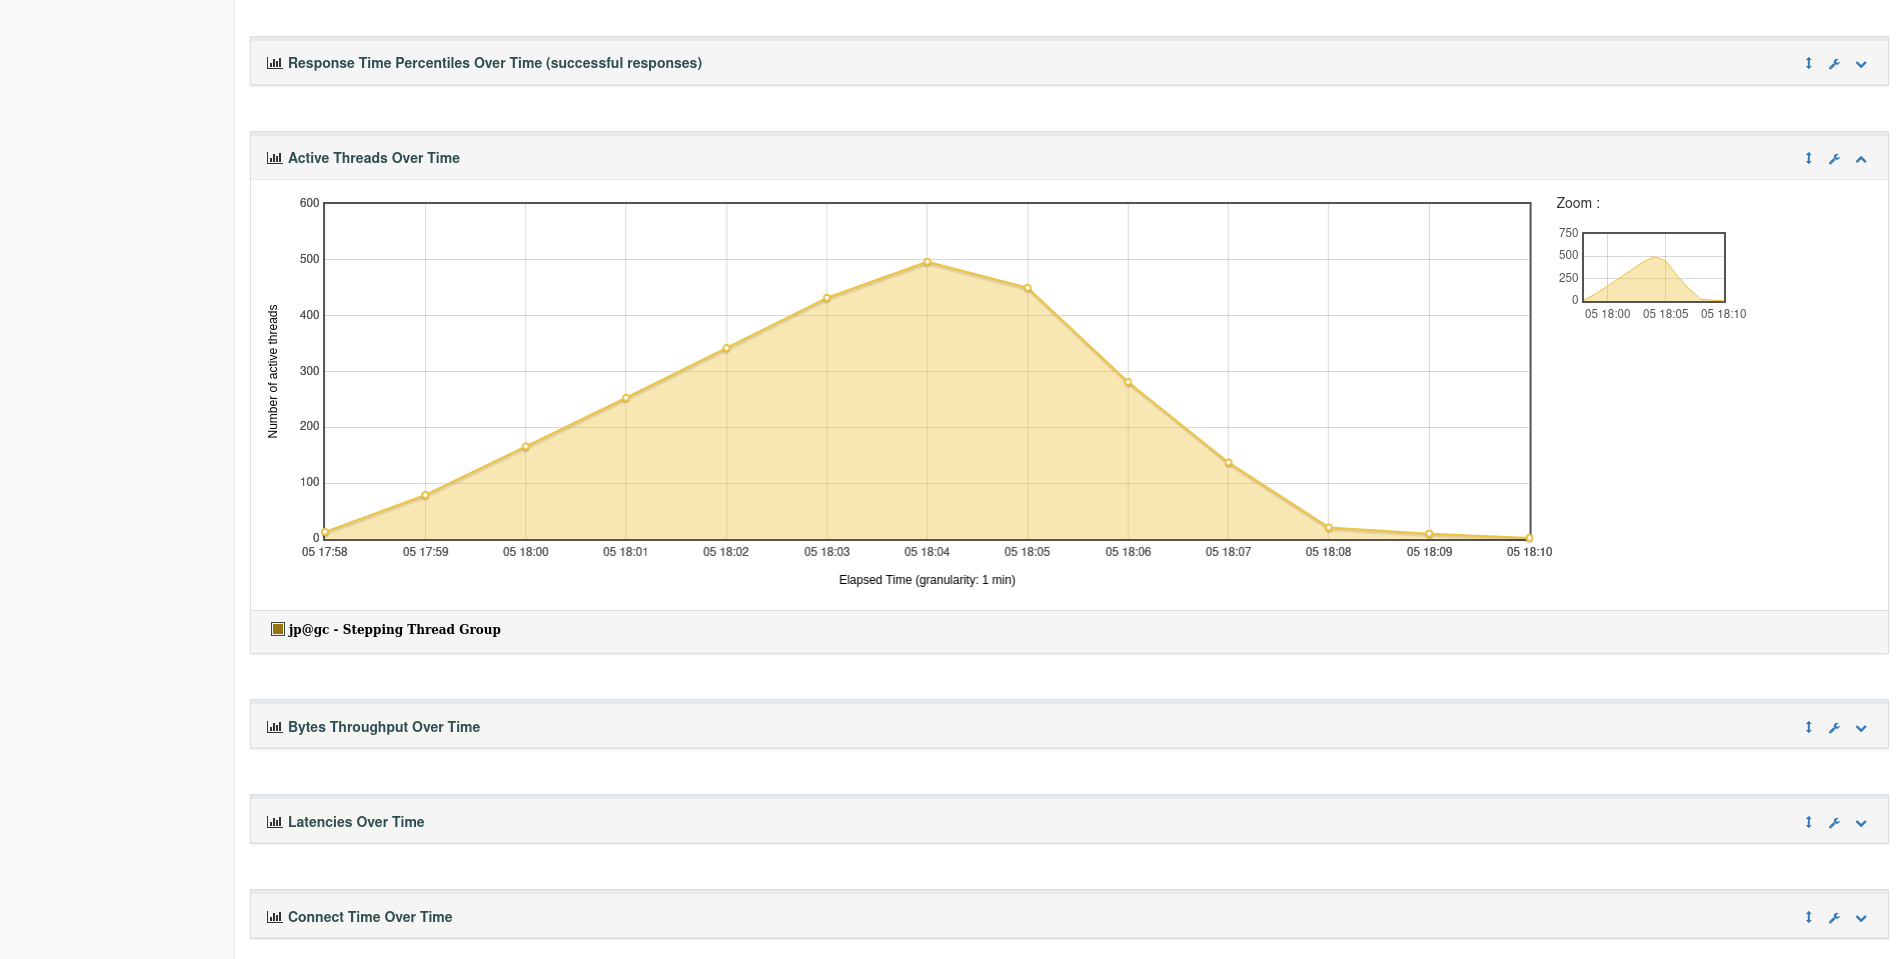 Response Time Percentiles Over Time (successful responses)
Active Threads Over Time
600
500
400
300
200
100
0
Number of active threads
05 17:58 05 17:59 05 18:00 05 18:01 05 18:02 05 18:03 05 18:04 05 18:05 05 18:06 05 18:07 05 18:08 05 18:09 05 18:10
Elapsed Time (granularity: 1 min)
Zoom :
750
500
250
0
05 18:00 05 18:05 05 18:10
jp@gc - Stepping Thread Group
Bytes Throughput Over Time
Latencies Over Time
Connect Time Over Time